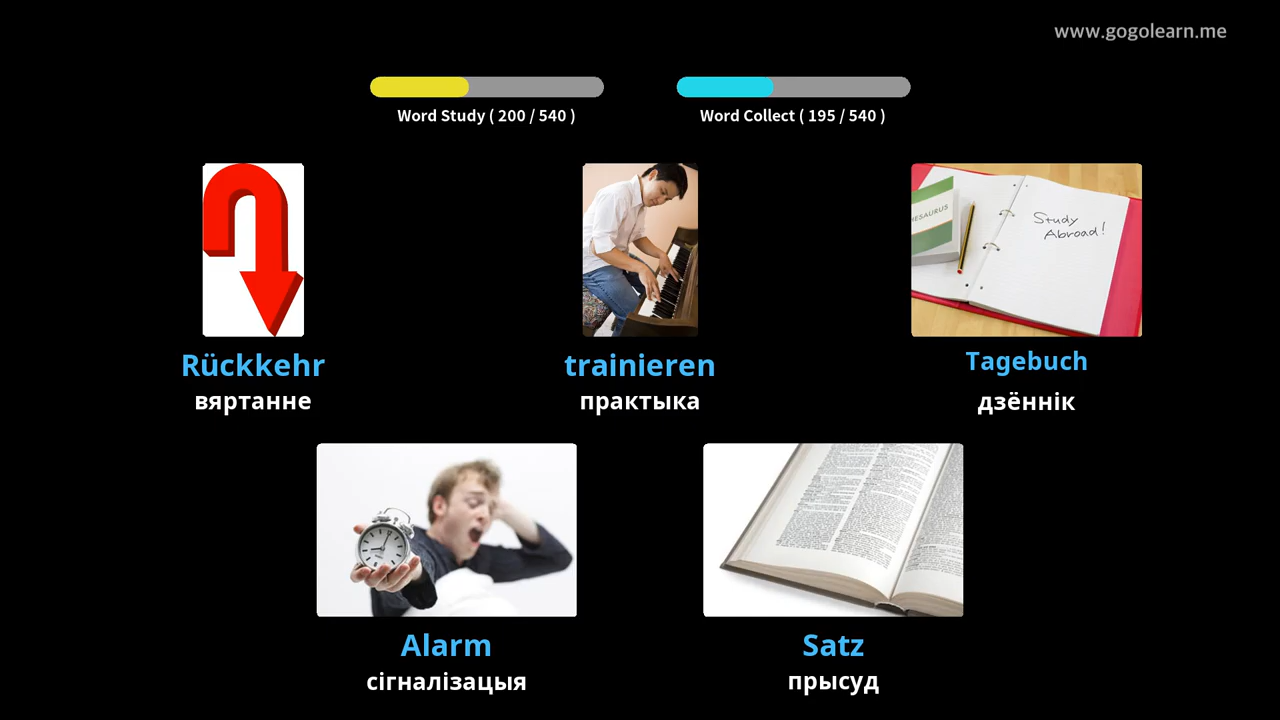 www.gogolearn.me
Word Study ( 200 / 540 )
Word Collect ( 195 / 540 )
THESAURUS
Study
Abroad!
Rückkehr
вяртанне
trainieren
практыка
Tagebuch
дзённік
Alarm
сігналізацыя
Satz
прысуд